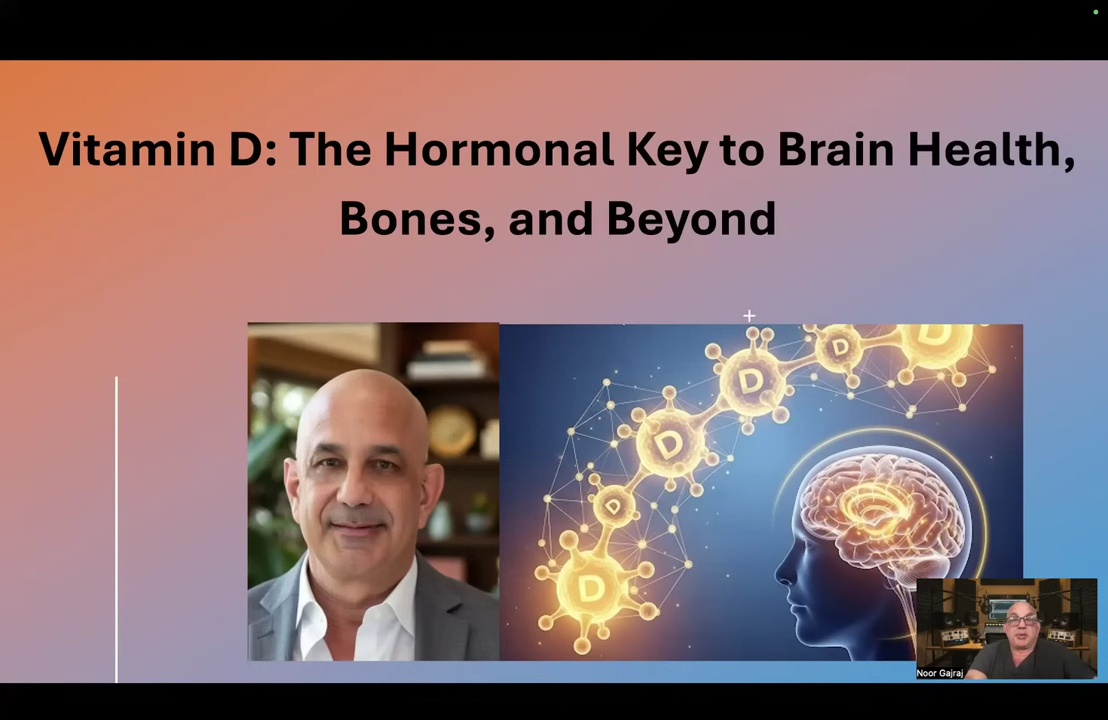 Vitamin D: The Hormonal Key to Brain Health,
Bones, and Beyond
D
D
D
D
D
D
Noor Gajraj